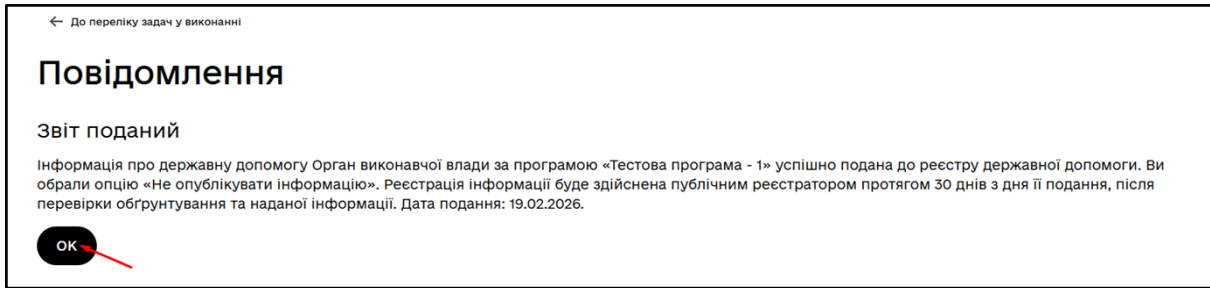 ← До переліку задач у виконанні
Повідомлення
Звіт поданий
Інформація про державну допомогу Орган виконавчої влади за програмою «Тестова програма - 1» успішно подана до реєстру державної допомоги. Ви
обрали опцію «Не опублікувати інформацію». Реєстрація інформації буде здійснена публічним реєстратором протягом 30 днів з дня її подання, після
перевірки обґрунтування та наданої інформації. Дата подання: 19.02.2026.
ОК